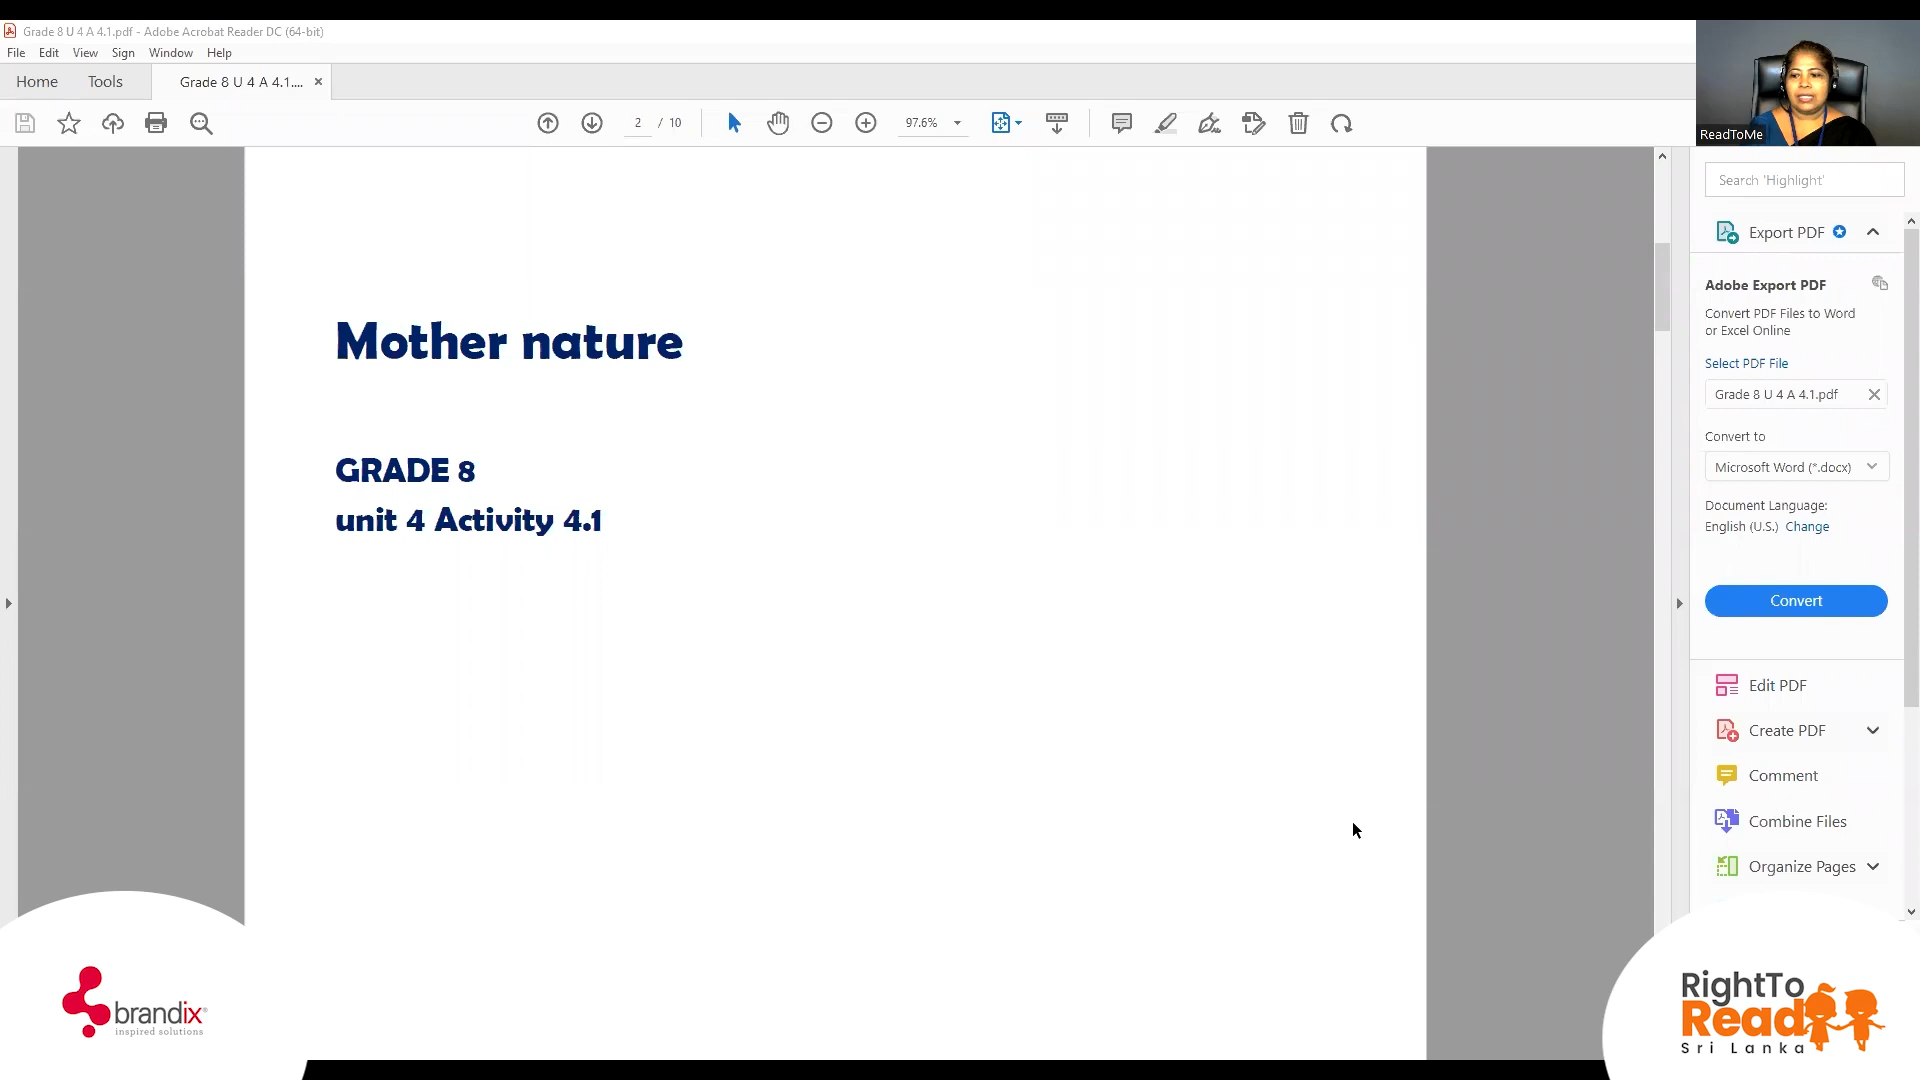 Grade 8 U 4 A 4.1.pdf - Adobe Acrobat Reader DC (64-bit)
File Edit View Sign Window Help
Home Tools Grade 8 U 4 A 4.1.... ×
2 / 10 97.6%
ReadToMe
Search 'Highlight'
Export PDF
Adobe Export PDF
Convert PDF Files to Word
or Excel Online
Select PDF File
Grade 8 U 4 A 4.1.pdf
Convert to
Microsoft Word (*.docx)
Document Language:
English (U.S.) Change
Convert
Edit PDF
Create PDF
Comment
Combine Files
Organize Pages
Mother nature
GRADE 8
unit 4 Activity 4.1
brandix
inspired solutions
RightTo
Read
Sri Lanka